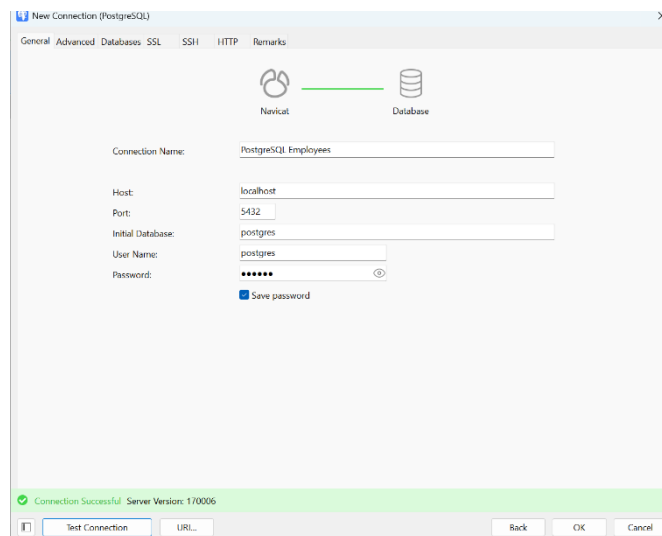 New Connection (PostgreSQL)
General Advanced Databases SSL SSH HTTP Remarks
Navicat Database
Connection Name: PostgreSQL Employees
Host: localhost
Port: 5432
Initial Database: postgres
User Name: postgres
Password: ••••••
Save password
Connection Successful Server Version: 170006
Test Connection URI... Back OK Cancel